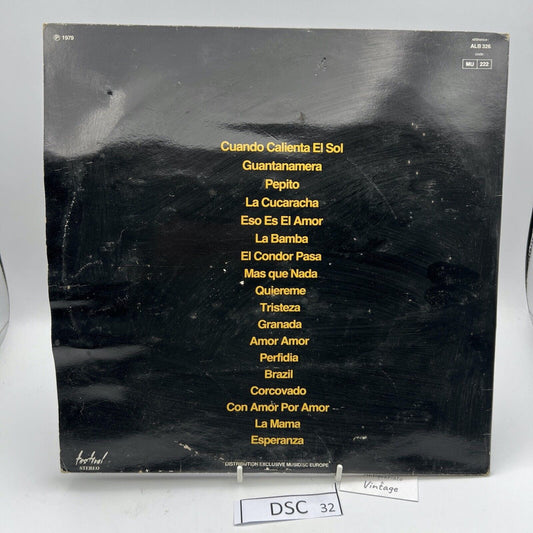 ℗ 1979
ALB 326
MU 222
Cuando Calienta El Sol
Guantanamera
Pepito
La Cucaracha
Eso Es El Amor
La Bamba
El Condor Pasa
Mas que Nada
Quiereme
Tristeza
Granada
Amor Amor
Perfidia
Brazil
Corcovado
Con Amor Por Amor
La Mama
Esperanza
STEREO
DISTRIBUTION EXCLUSIVE MUSIDISC EUROPE
Vintage
DSC 32